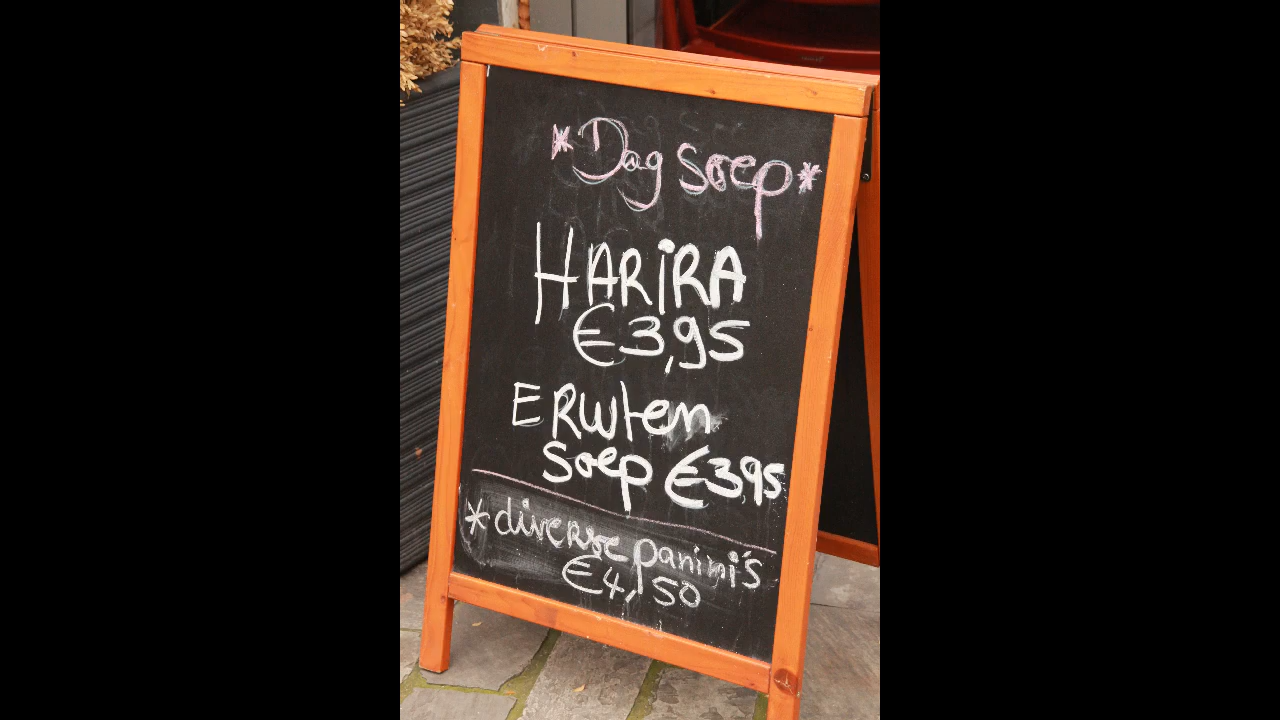 *Dag soep*
HARiRA
€3,95
ERWten
soep €3,95
*diverse panini's
€4,50